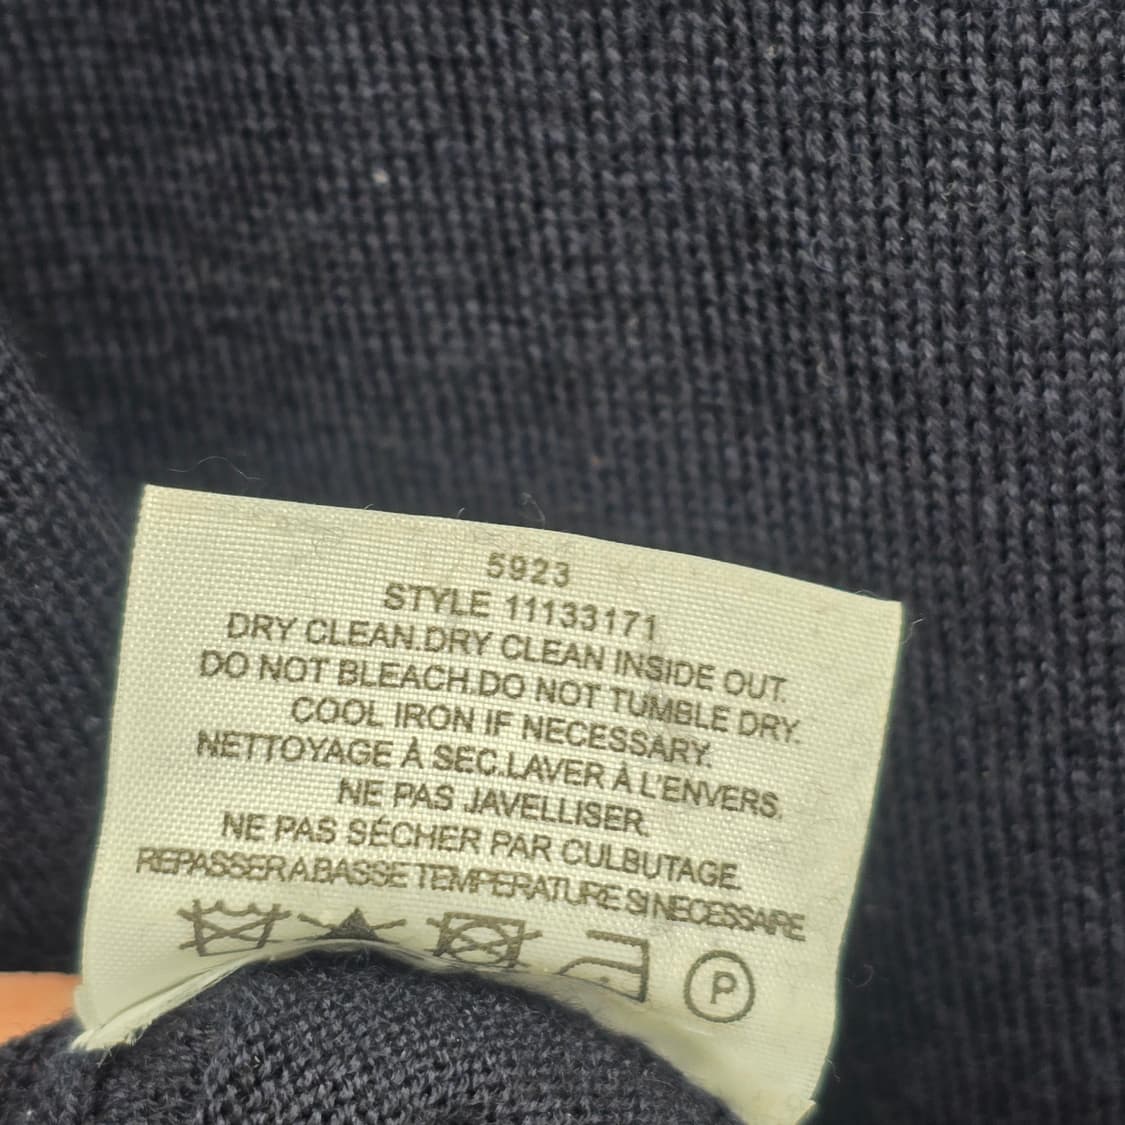 5923
STYLE 11133171
DRY CLEAN.DRY CLEAN INSIDE OUT.
DO NOT BLEACH.DO NOT TUMBLE DRY.
COOL IRON IF NECESSARY.
NETTOYAGE À SEC.LAVER À L'ENVERS.
NE PAS JAVELLISER.
NE PAS SÉCHER PAR CULBUTAGE.
REPASSER A BASSE TEMPERATURE SI NECESSAIRE
P